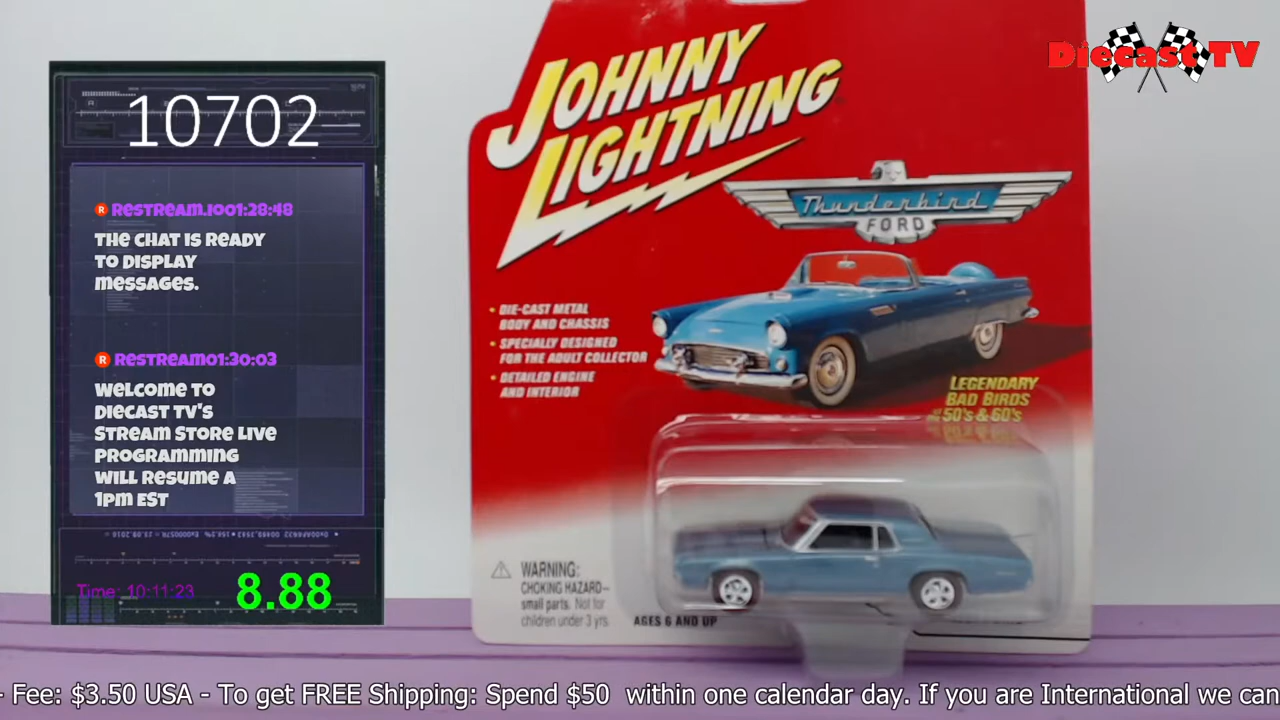 10702
Restream.io01:28:48
The chat is ready
to display
messages.
Restream01:30:03
Welcome to
Diecast TV's
Stream Store Live
programming
will resume a
1pm EST
Time: 10:11:23
8.88
Diecast TV
JOHNNY
LIGHTNING
Thunderbird
FORD
• DIE-CAST METAL
BODY AND CHASSIS
• SPECIALLY DESIGNED
FOR THE ADULT COLLECTOR
• DETAILED ENGINE
AND INTERIOR
LEGENDARY
BAD BIRDS
50's & 60's
WARNING:
CHOKING HAZARD—
small parts. Not for
children under 3 yrs.
AGES 6 AND UP
- Fee: $3.50 USA - To get FREE Shipping: Spend $50  within one calendar day. If you are International we can